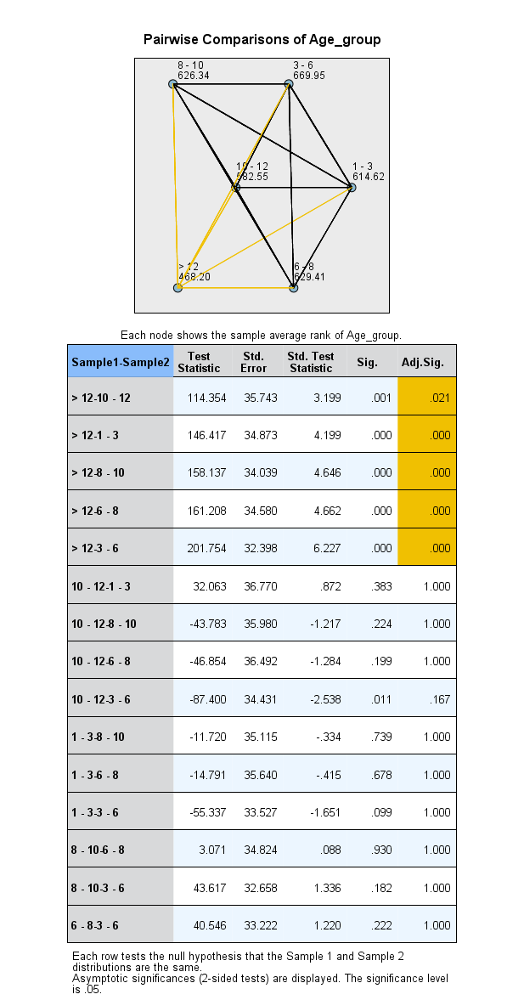 Pairwise Comparisons of Age_group
8 - 10
626.34
3 - 6
669.95
10 - 12
582.55
1 - 3
614.62
> 12
468.20
6 - 8
629.41
Each node shows the sample average rank of Age_group.
Sample1-Sample2 Test Statistic Std. Error Std. Test Statistic Sig. Adj.Sig.
> 12-10 - 12 114.354 35.743 3.199 .001 .021
> 12-1 - 3 146.417 34.873 4.199 .000 .000
> 12-8 - 10 158.137 34.039 4.646 .000 .000
> 12-6 - 8 161.208 34.580 4.662 .000 .000
> 12-3 - 6 201.754 32.398 6.227 .000 .000
10 - 12-1 - 3 32.063 36.770 .872 .383 1.000
10 - 12-8 - 10 -43.783 35.980 -1.217 .224 1.000
10 - 12-6 - 8 -46.854 36.492 -1.284 .199 1.000
10 - 12-3 - 6 -87.400 34.431 -2.538 .011 .167
1 - 3-8 - 10 -11.720 35.115 -.334 .739 1.000
1 - 3-6 - 8 -14.791 35.640 -.415 .678 1.000
1 - 3-3 - 6 -55.337 33.527 -1.651 .099 1.000
8 - 10-6 - 8 3.071 34.824 .088 .930 1.000
8 - 10-3 - 6 43.617 32.658 1.336 .182 1.000
6 - 8-3 - 6 40.546 33.222 1.220 .222 1.000
Each row tests the null hypothesis that the Sample 1 and Sample 2
distributions are the same.
Asymptotic significances (2-sided tests) are displayed. The significance level
is .05.